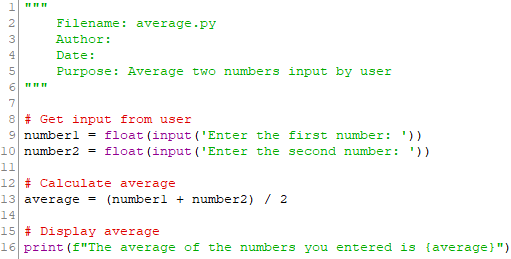 1 """
2     Filename: average.py
3     Author:
4     Date:
5     Purpose: Average two numbers input by user
6 """
7
8 # Get input from user
9 number1 = float(input('Enter the first number: '))
10 number2 = float(input('Enter the second number: '))
11
12 # Calculate average
13 average = (number1 + number2) / 2
14
15 # Display average
16 print(f"The average of the numbers you entered is {average}")